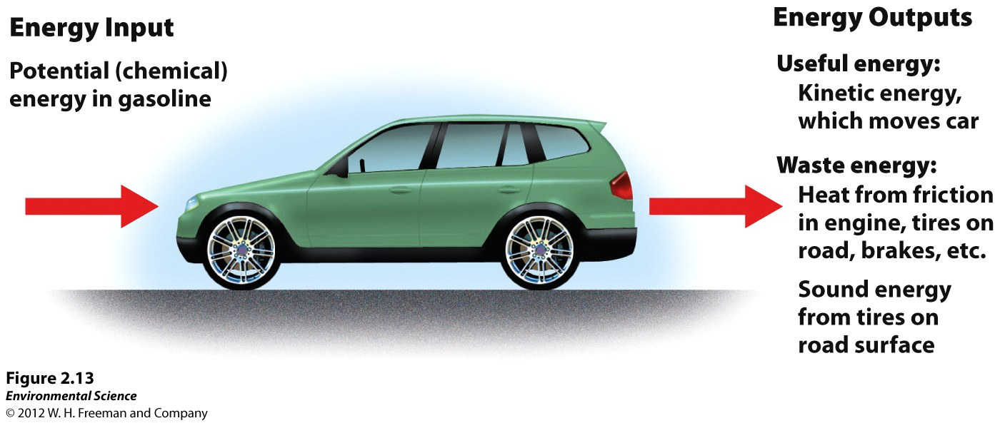 Energy Input
Potential (chemical)
energy in gasoline
Energy Outputs
Useful energy:
Kinetic energy,
which moves car
Waste energy:
Heat from friction
in engine, tires on
road, brakes, etc.
Sound energy
from tires on
road surface
Figure 2.13
Environmental Science
© 2012 W. H. Freeman and Company